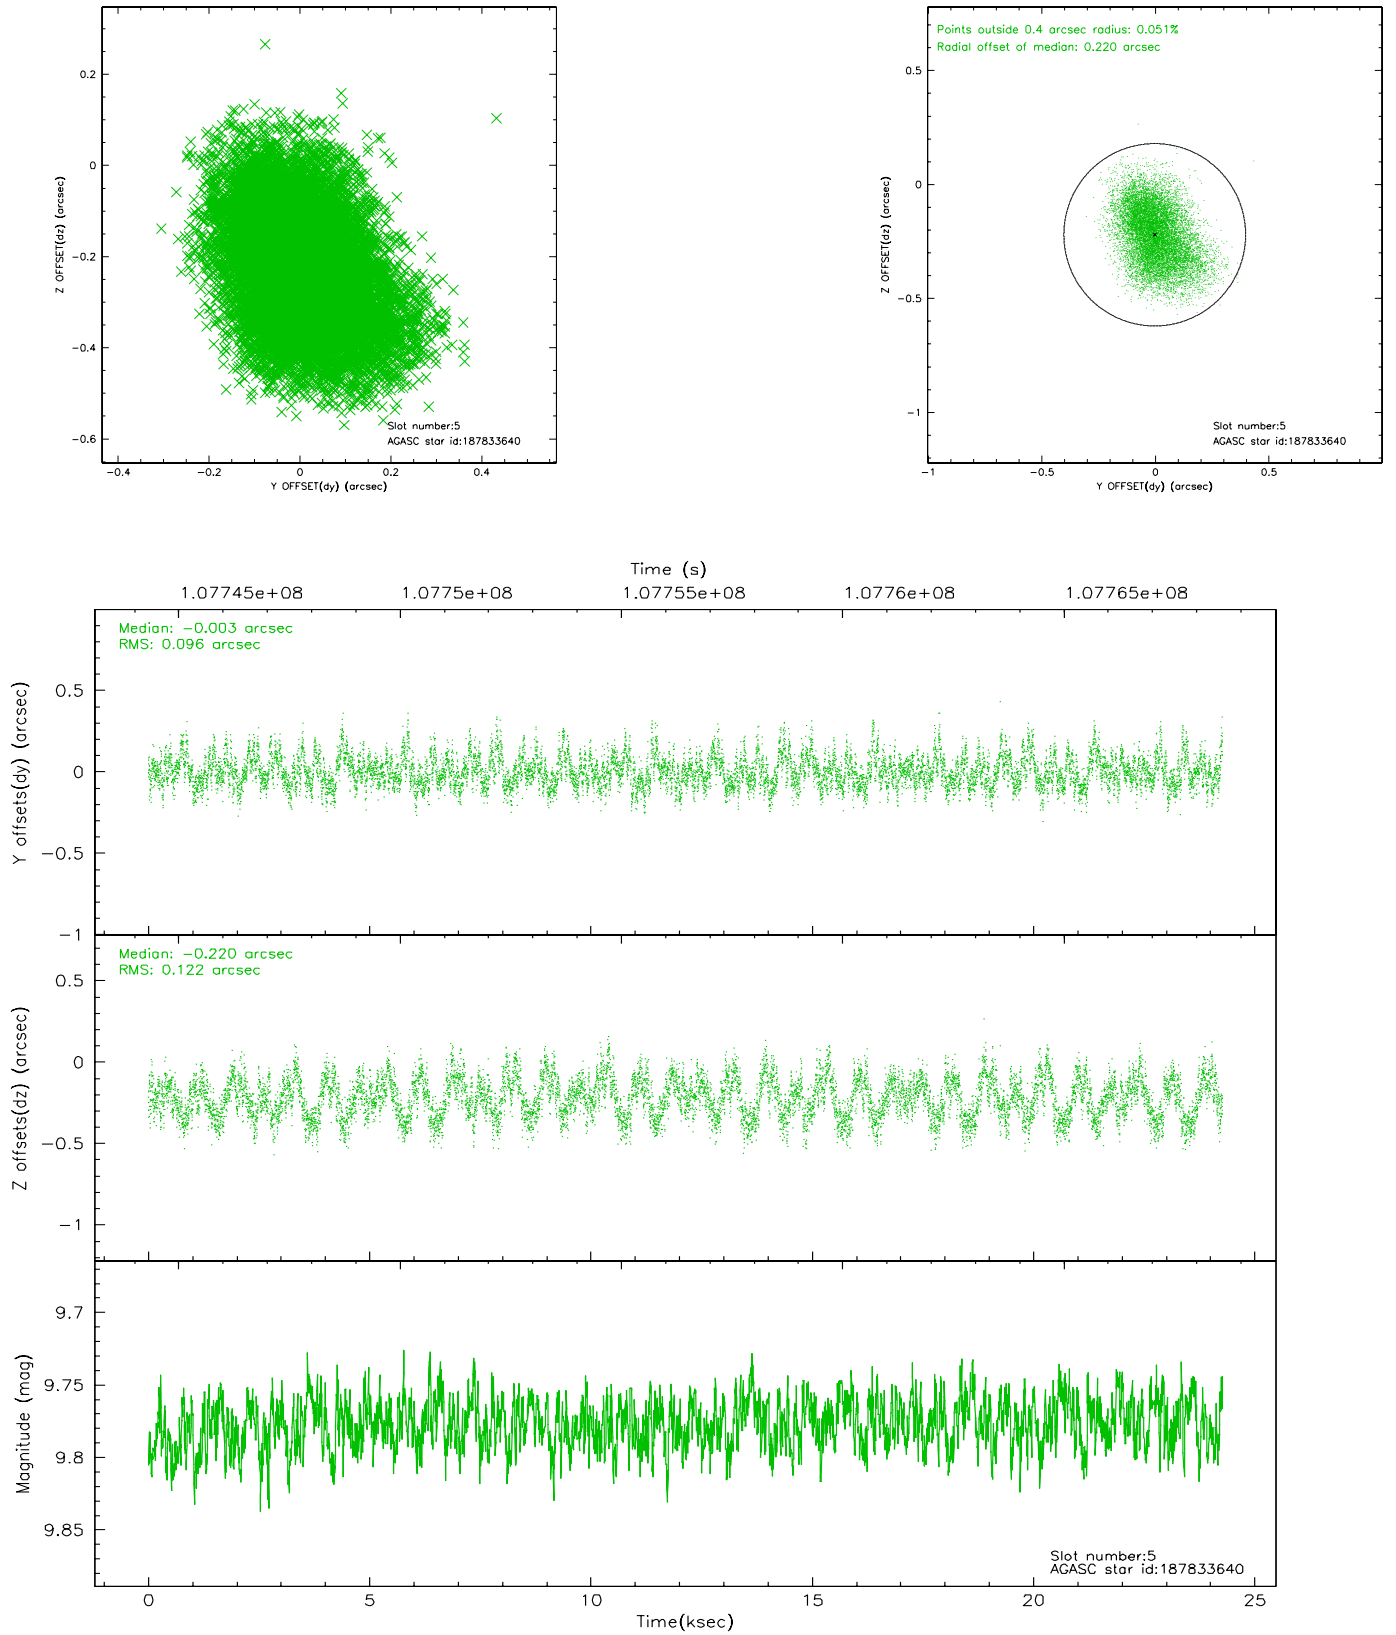 0.2
0
−0.2
−0.4
−0.6
Z OFFSET(dz) (arcsec)
Slot number:5
AGASC star id:187833640
−0.4 −0.2 0 0.2 0.4
Y OFFSET(dy) (arcsec)
Points outside 0.4 arcsec radius: 0.051%
Radial offset of median: 0.220 arcsec
0.5
0
−0.5
−1
Z OFFSET(dz) (arcsec)
Slot number:5
AGASC star id:187833640
−1 −0.5 0 0.5
Y OFFSET(dy) (arcsec)
Time (s)
1.07745e+08 1.0775e+08 1.07755e+08 1.0776e+08 1.07765e+08
Median: −0.003 arcsec
RMS: 0.096 arcsec
0.5
0
−0.5
−1
Y offsets(dy) (arcsec)
Median: −0.220 arcsec
RMS: 0.122 arcsec
0.5
0
−0.5
−1
Z offsets(dz) (arcsec)
9.7
9.75
9.8
9.85
Magnitude (mag)
Slot number:5
AGASC star id:187833640
0 5 10 15 20 25
Time(ksec)